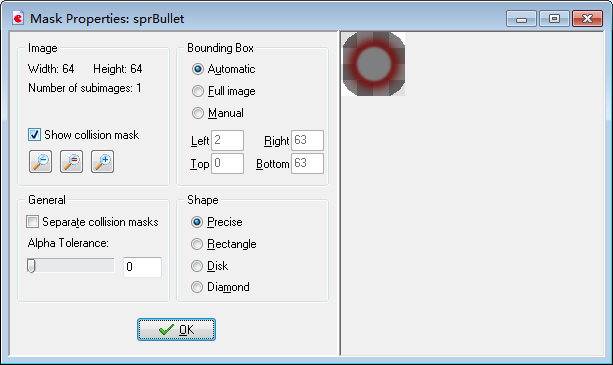 Mask Properties: sprBullet
Image
Width: 64 Height: 64
Number of subimages: 1
Show collision mask
Bounding Box
Automatic
Full image
Manual
Left 2 Right 63
Top 0 Bottom 63
General
Separate collision masks
Alpha Tolerance:
0
Shape
Precise
Rectangle
Disk
Diamond
OK